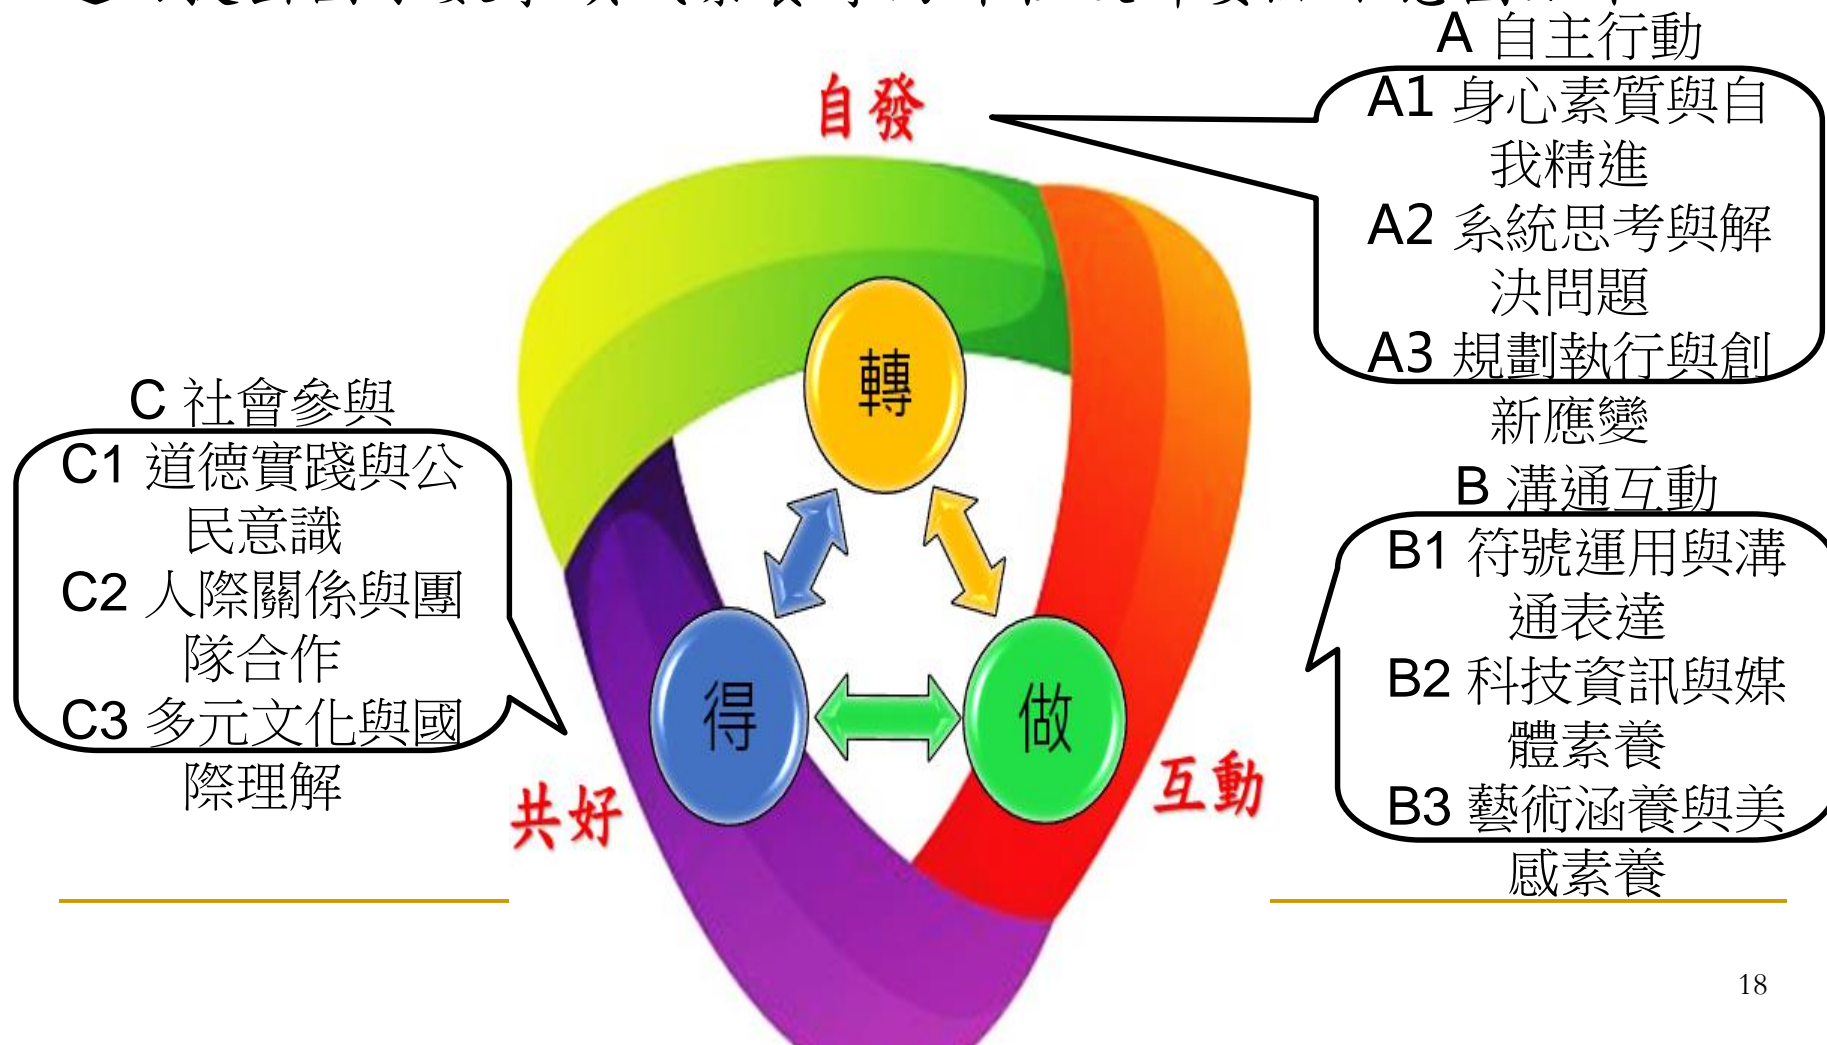 自發
A 自主行動
A1 身心素質與自
我精進
A2 系統思考與解
決問題
A3 規劃執行與創
新應變
轉
C 社會參與
C1 道德實踐與公
民意識
C2 人際關係與團
隊合作
C3 多元文化與國
際理解
B 溝通互動
B1 符號運用與溝
通表達
B2 科技資訊與媒
體素養
B3 藝術涵養與美
感素養
得
做
共好
互動
18